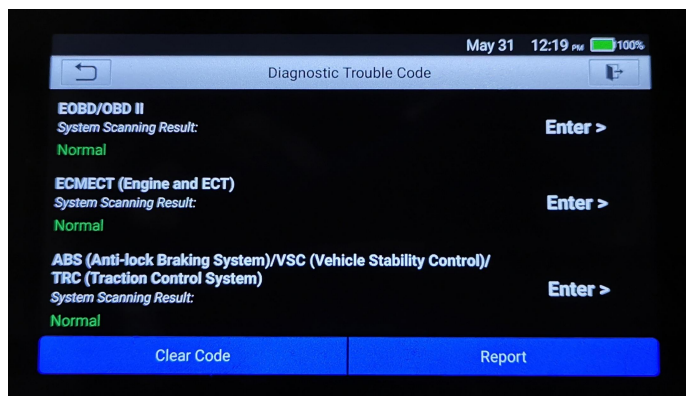 May 31 12:19 PM 100%
Diagnostic Trouble Code
EOBD/OBD II
System Scanning Result:
Enter >
Normal
ECMECT (Engine and ECT)
System Scanning Result:
Enter >
Normal
ABS (Anti-lock Braking System)/VSC (Vehicle Stability Control)/
TRC (Traction Control System)
System Scanning Result:
Enter >
Normal
Clear Code
Report